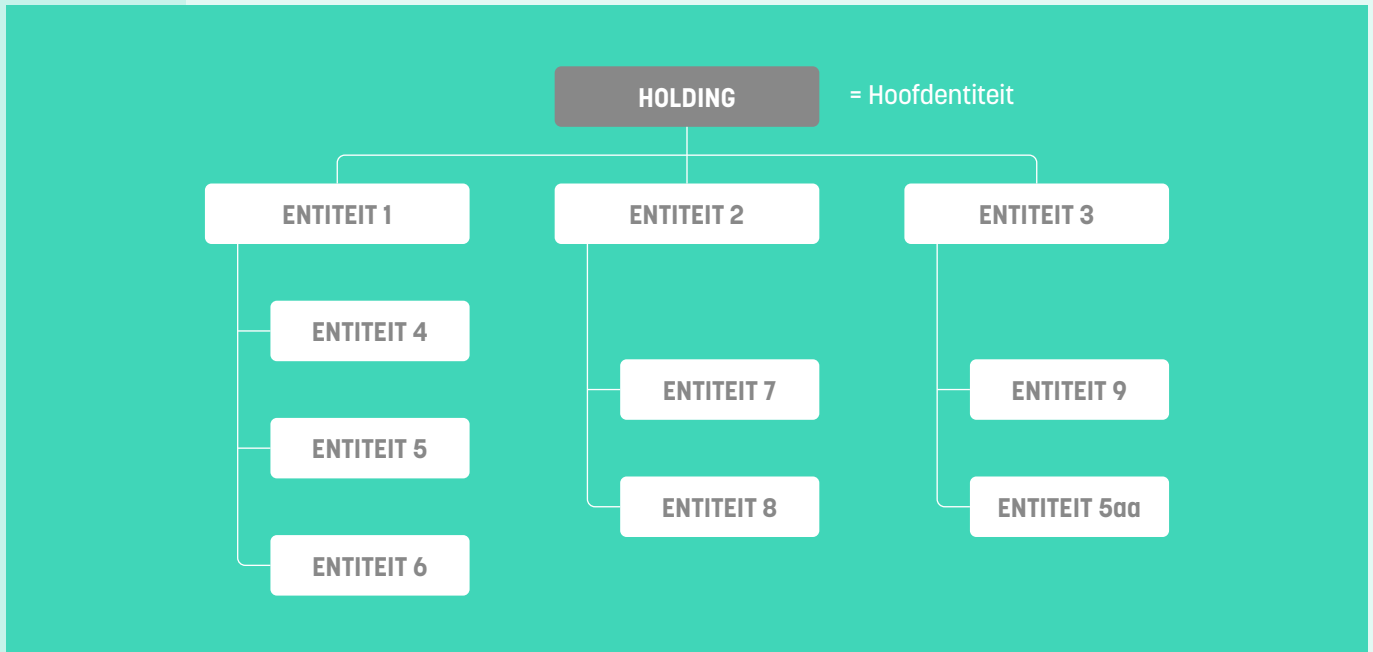 HOLDING
= Hoofdentiteit
ENTITEIT 1
ENTITEIT 2
ENTITEIT 3
ENTITEIT 4
ENTITEIT 5
ENTITEIT 6
ENTITEIT 7
ENTITEIT 8
ENTITEIT 9
ENTITEIT 5aa